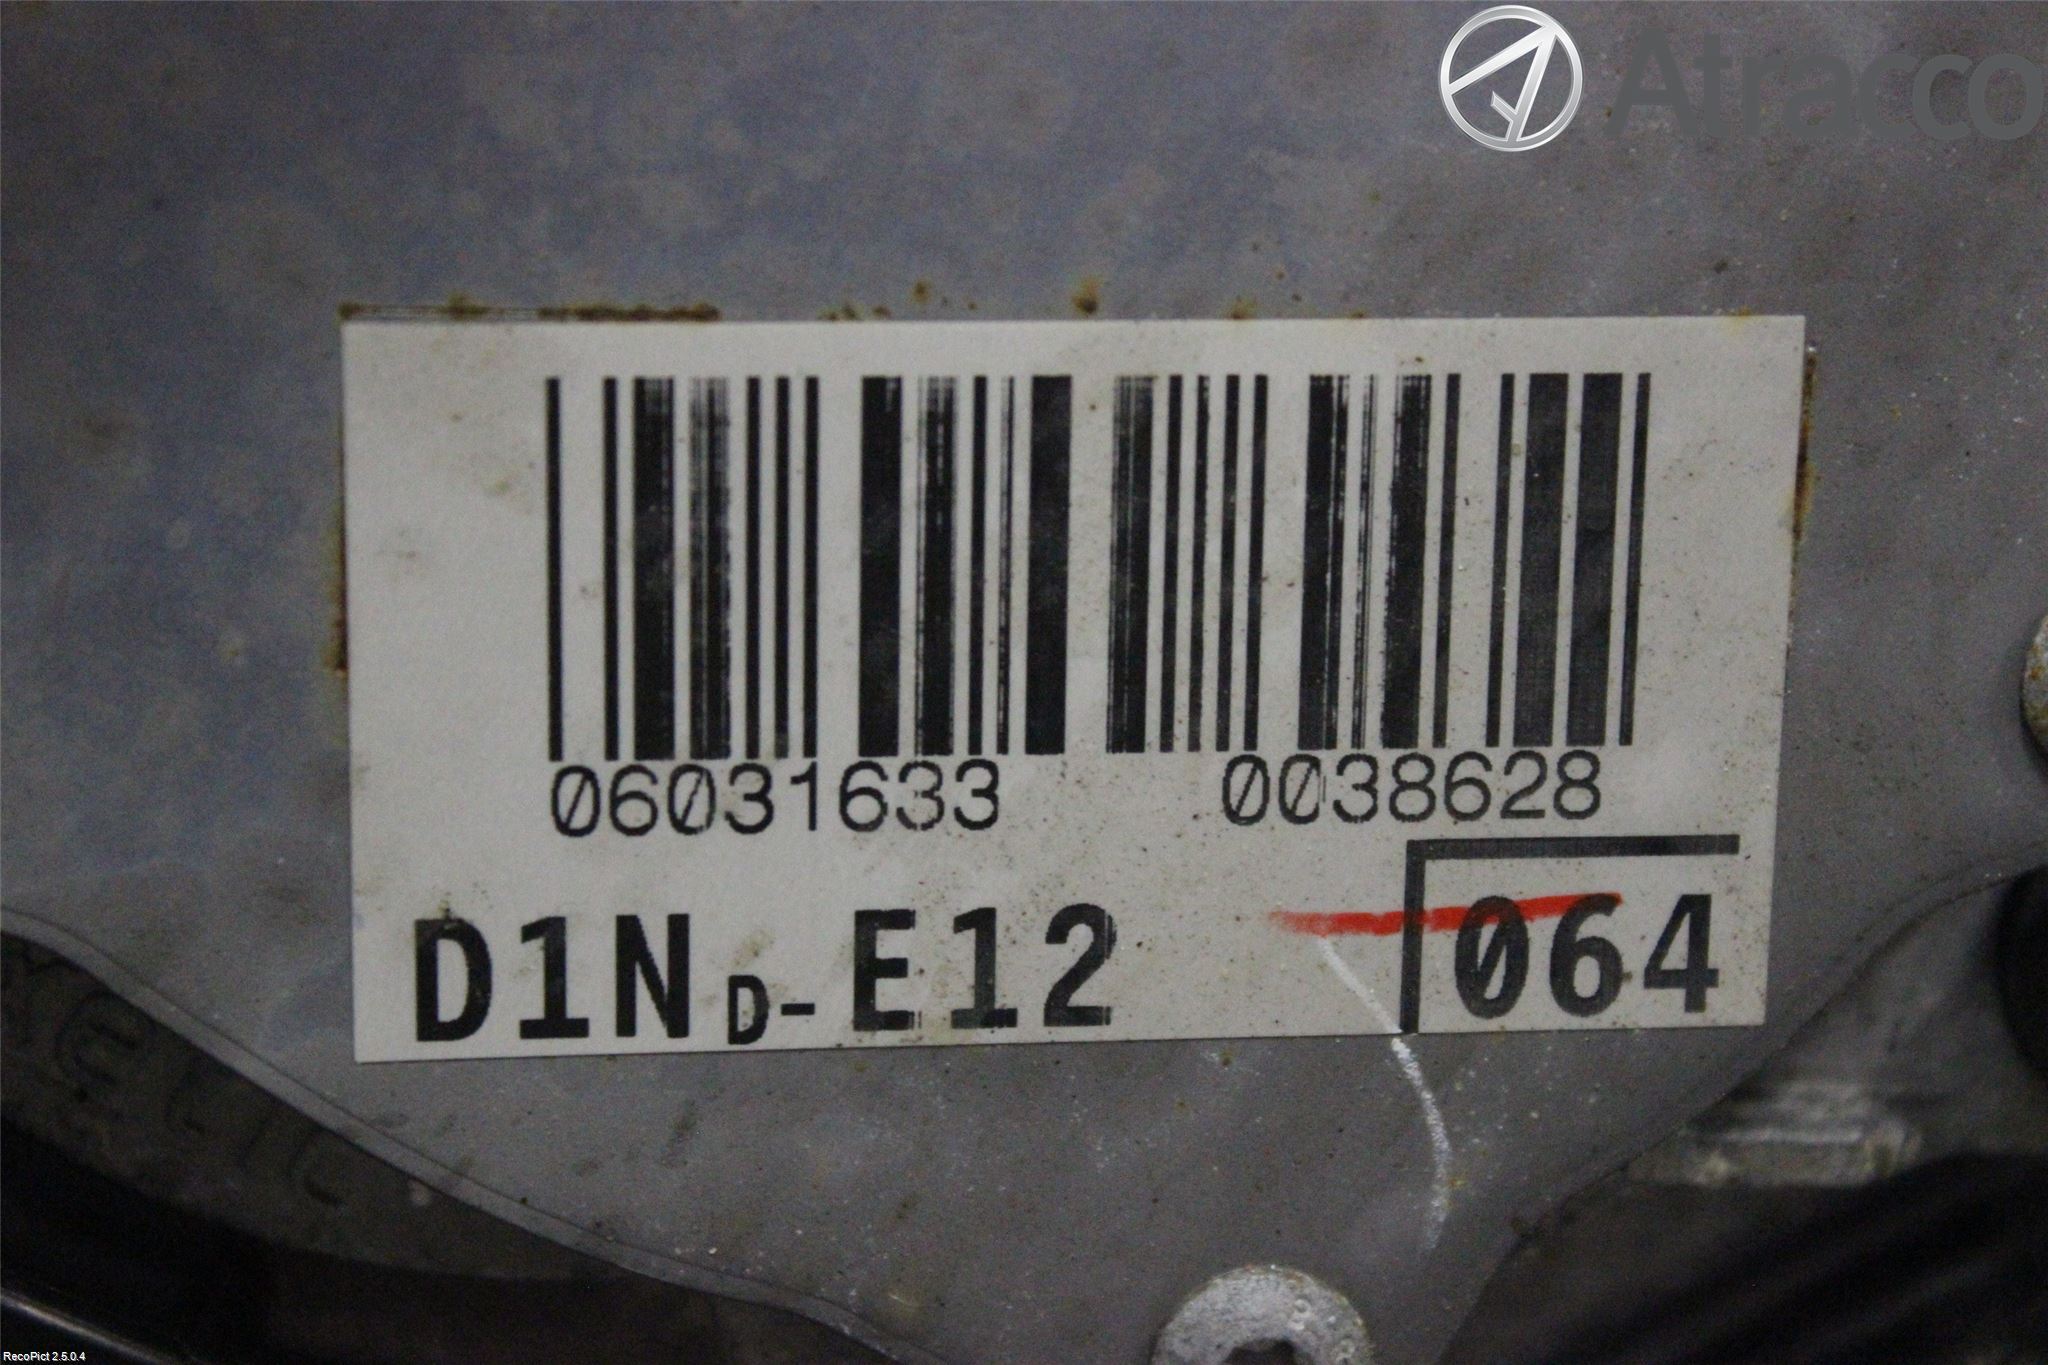 Atracco
06031633 0038628
D1ND-E12 064
RecoPict 2.5.0.4